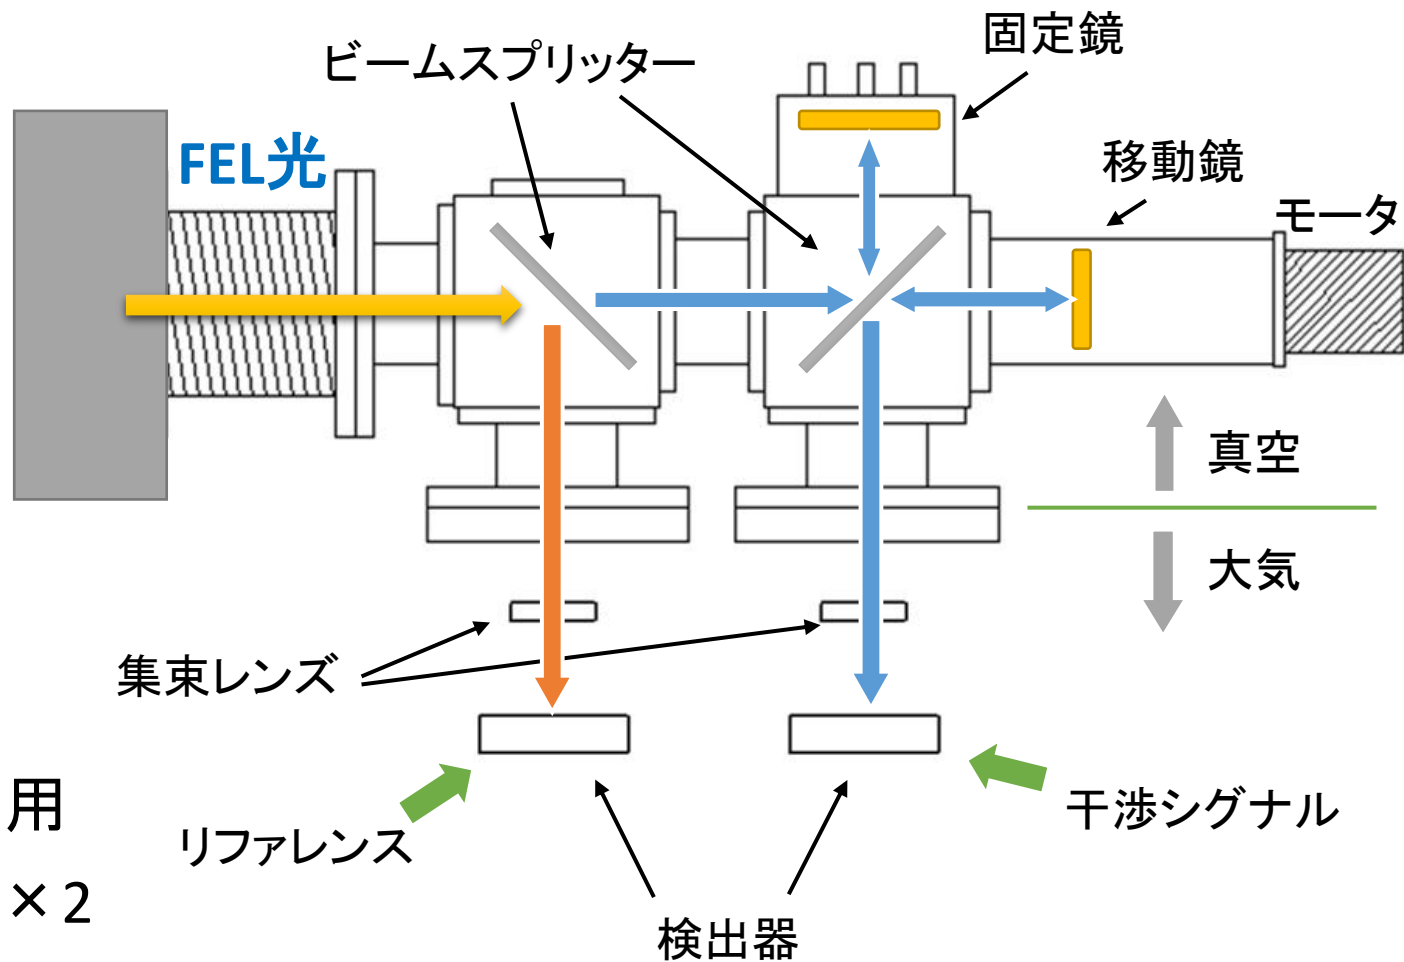 固定鏡
ビームスプリッター
FEL光
移動鏡
モータ
真空
大気
集束レンズ
用
干渉シグナル
リファレンス
×2
検出器